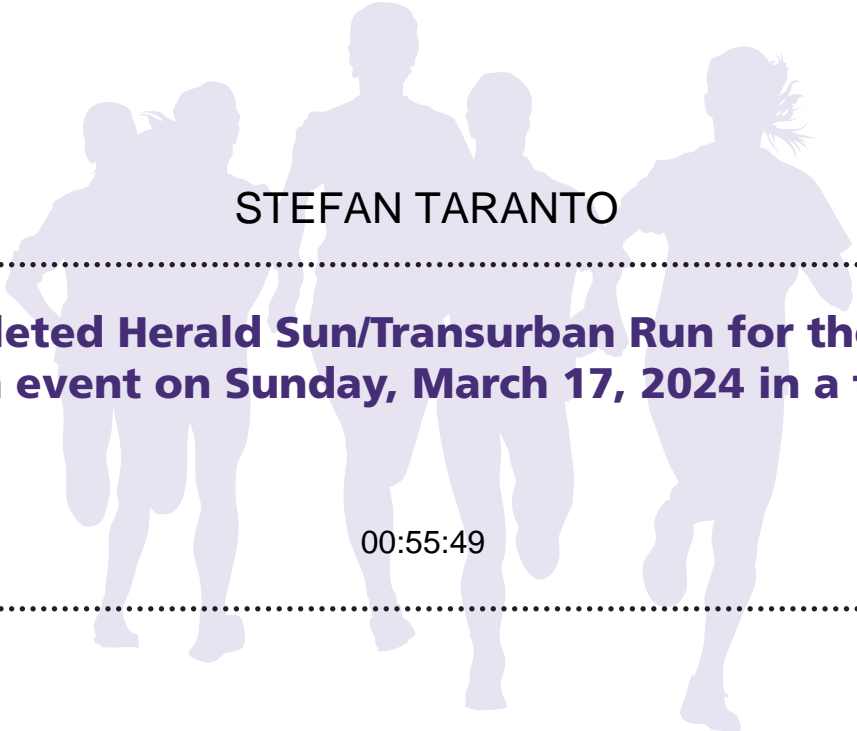 STEFAN TARANTO
leted Herald Sun/Transurban Run for the
event on Sunday, March 17, 2024 in a
00:55:49